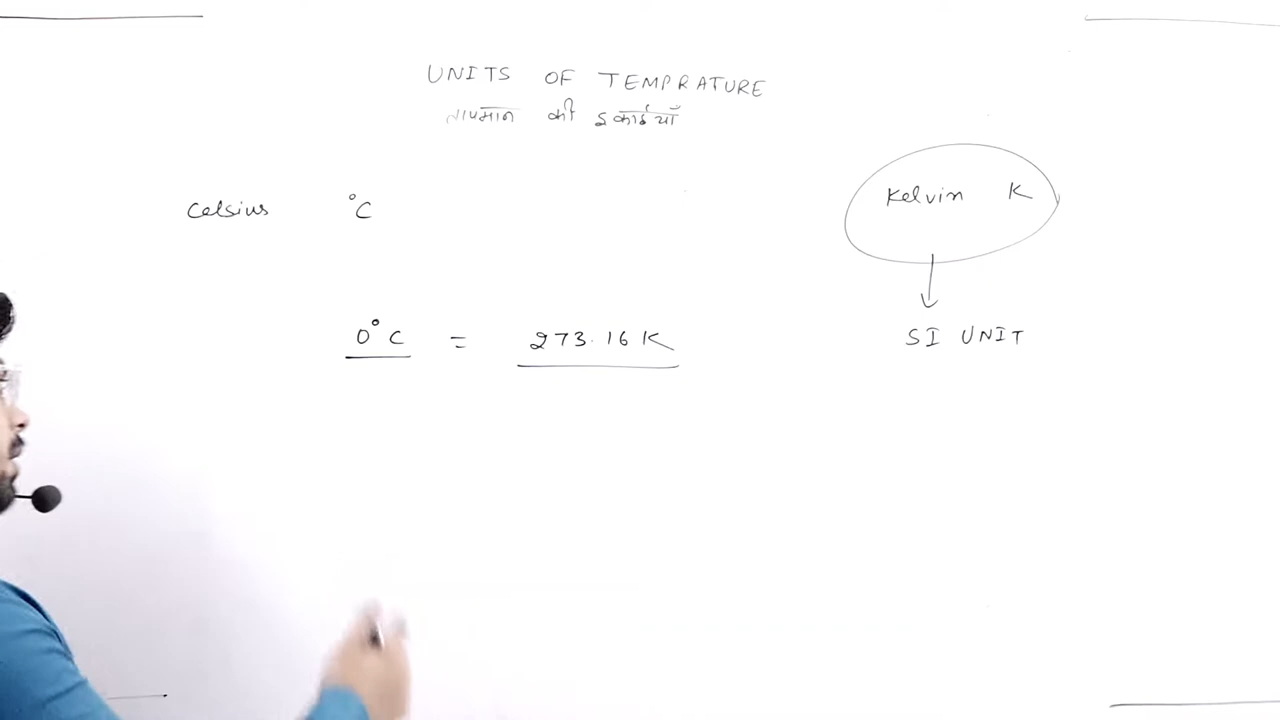 UNITS OF TEMPRATURE
तापमान की इकाईयाँ
Celsius °C
Kelvin K
0°C = 273.16 K
SI UNIT